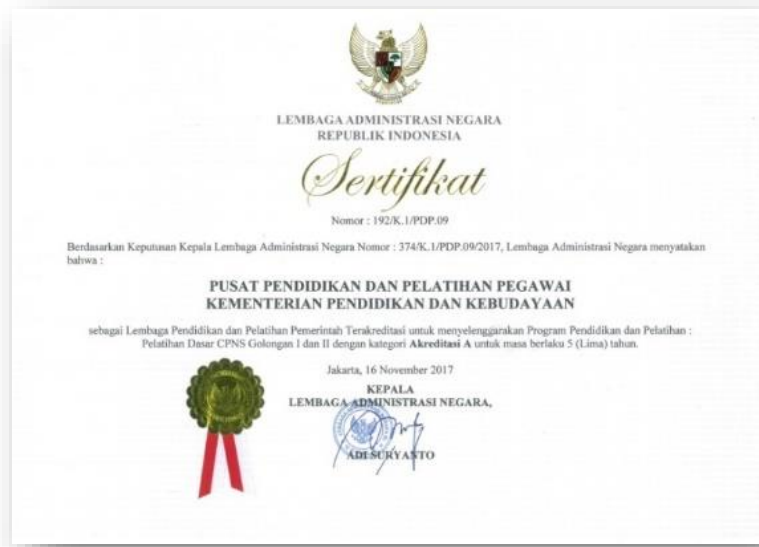 LEMBAGA ADMINISTRASI NEGARA
REPUBLIK INDONESIA
Sertifikat
Nomor : 192/K.1/PDP.09
Berdasarkan Keputusan Kepala Lembaga Administrasi Negara Nomor : 374/K.1/PDP.09/2017, Lembaga Administrasi Negara menyatakan
bahwa :
PUSAT PENDIDIKAN DAN PELATIHAN PEGAWAI
KEMENTERIAN PENDIDIKAN DAN KEBUDAYAAN
sebagai Lembaga Pendidikan dan Pelatihan Pemerintah Terakreditasi untuk menyelenggarakan Program Pendidikan dan Pelatihan :
Pelatihan Dasar CPNS Golongan I dan II dengan kategori Akreditasi A untuk masa berlaku 5 (Lima) tahun.
Jakarta, 16 November 2017
KEPALA
LEMBAGA ADMINISTRASI NEGARA,
ADI SURYANTO